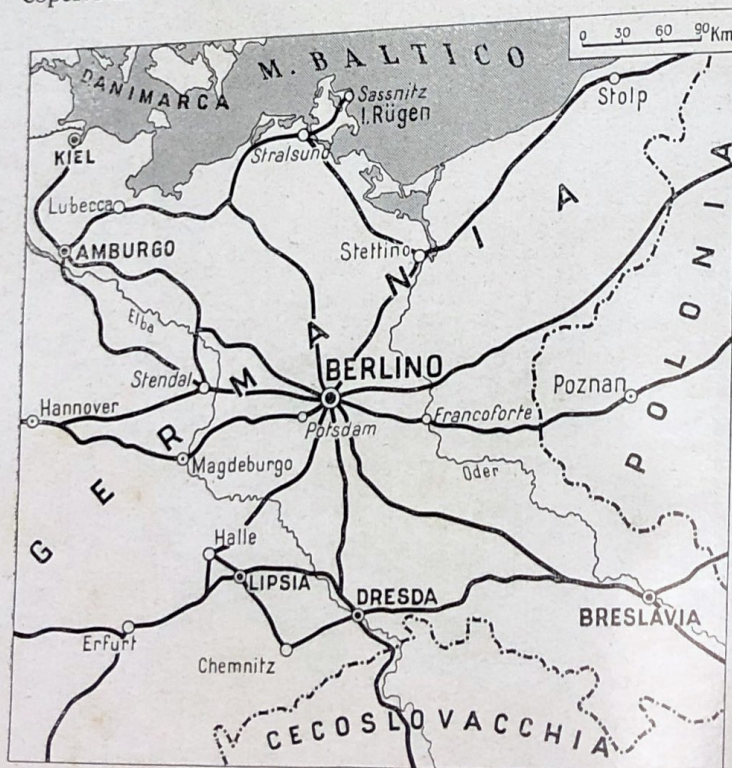 0 30 60 90 Km
M. BALTICO
DANIMARCA
Sassnitz
I. Rügen
Stolp
KIEL
Stralsund
Lubecca
AMBURGO
Stettino
Elba
GERMANIA
POLONIA
BERLINO
Stendal
Poznan
Hannover
Francoforte
Potsdam
Magdeburgo
Oder
Halle
LIPSIA
DRESDA
BRESLAVIA
Erfurt
Chemnitz
CECOSLOVACCHIA